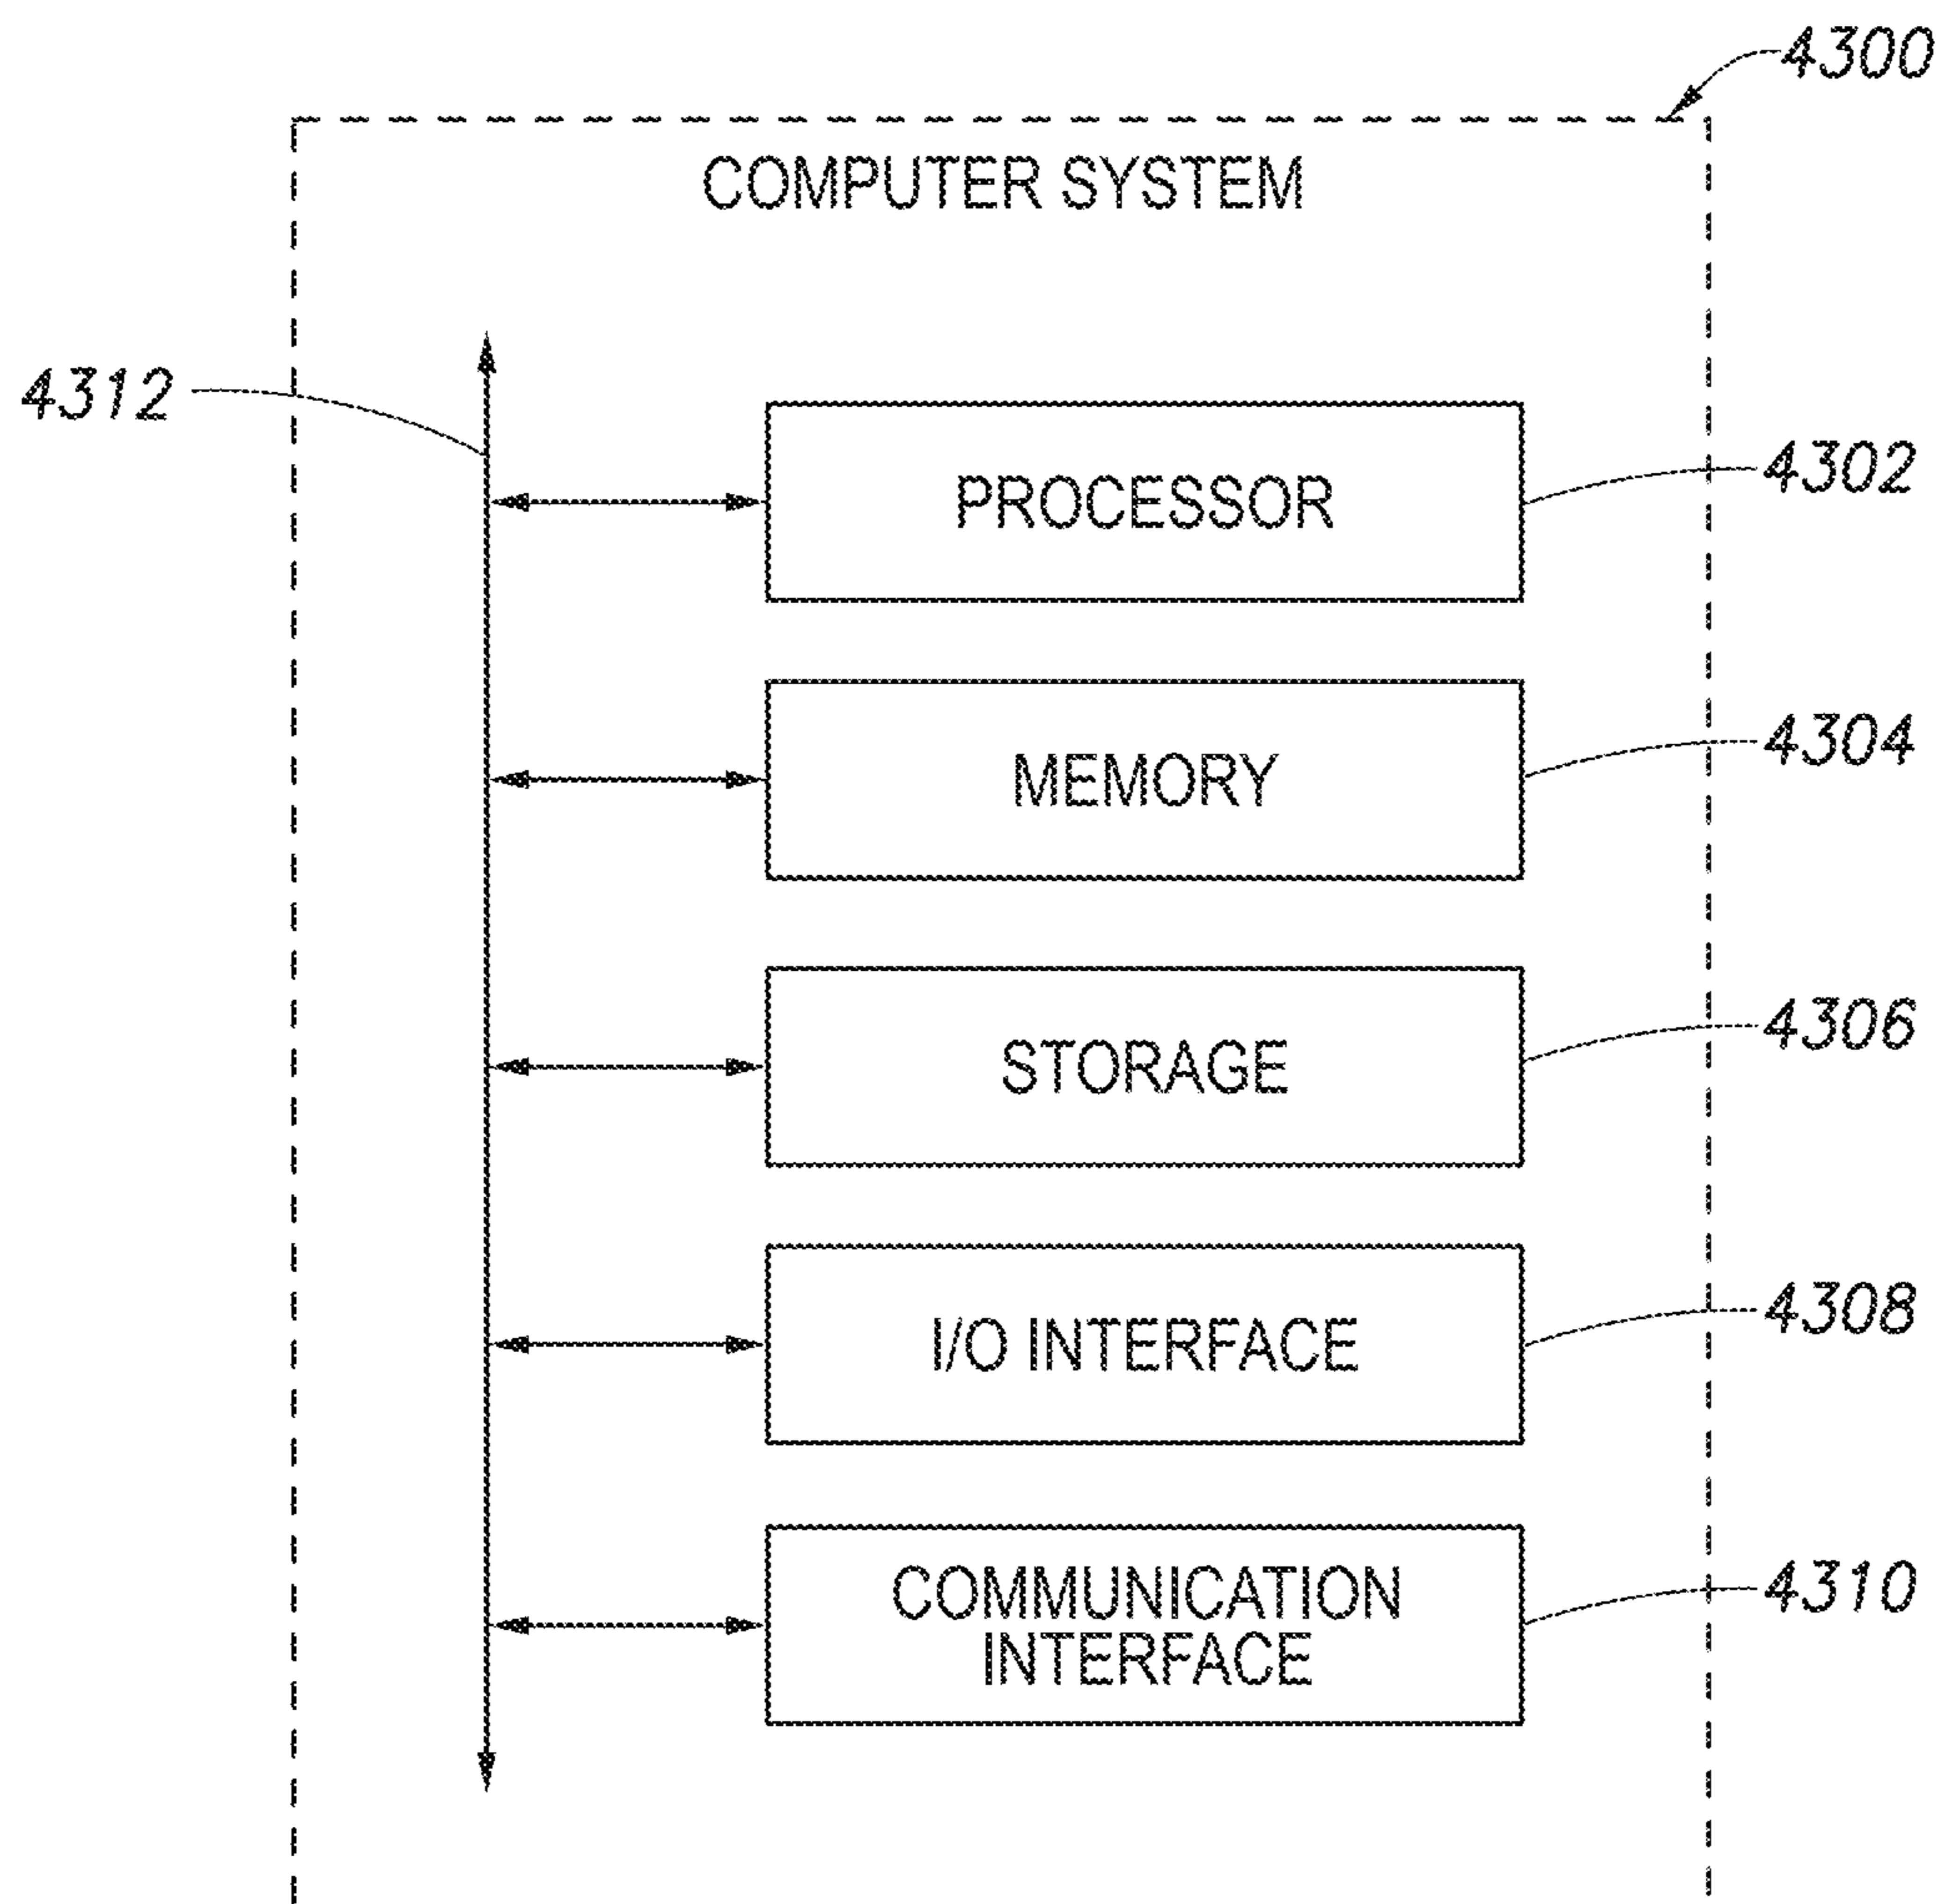 4300
COMPUTER SYSTEM
4312
PROCESSOR
4302
MEMORY
4304
STORAGE
4306
I/O INTERFACE
4308
COMMUNICATION
INTERFACE
4310